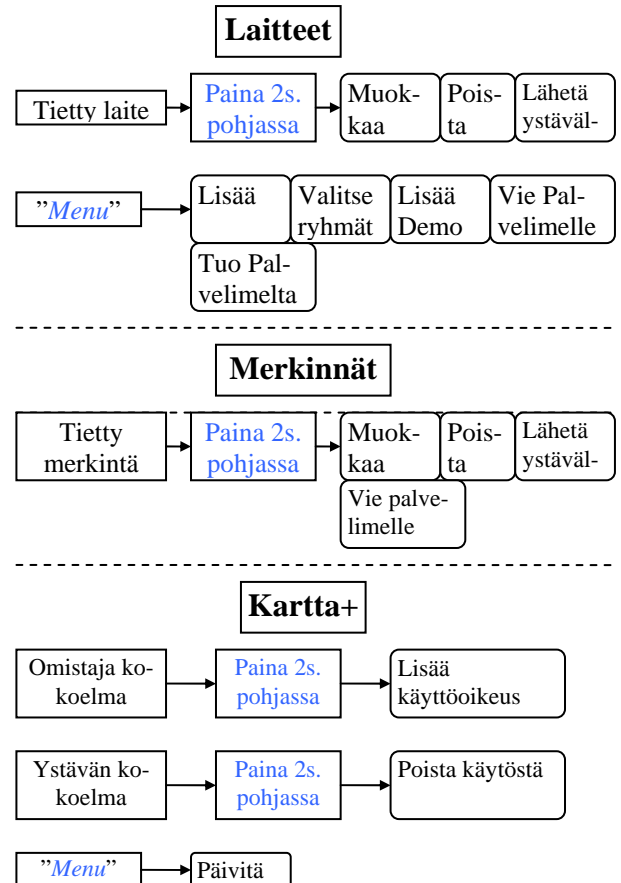 Laitteet
Tietty laite
Paina 2s.
pohjassa
Muok-
kaa
Pois-
ta
Lähetä
ystäväl-
"Menu"
Lisää
Valitse
ryhmät
Lisää
Demo
Vie Pal-
velimelle
Tuo Pal-
velimelta
Merkinnät
Tietty
merkintä
Paina 2s.
pohjassa
Muok-
kaa
Pois-
ta
Lähetä
ystäväl-
Vie palve-
limelle
Kartta+
Omistaja ko-
koelma
Paina 2s.
pohjassa
Lisää
käyttöoikeus
Ystävän ko-
koelma
Paina 2s.
pohjassa
Poista käytöstä
"Menu"
Päivitä